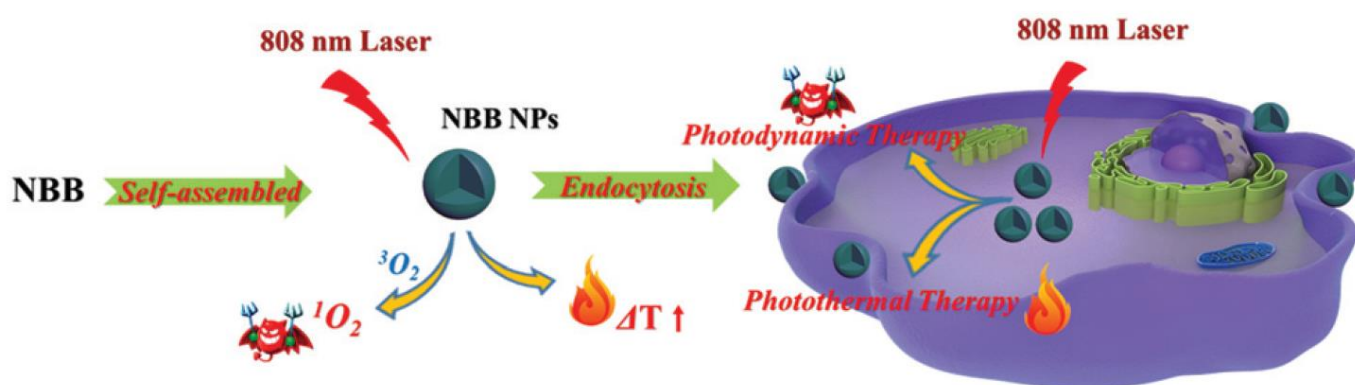 808 nm Laser
NBB NPs
NBB
Self-assembled
Endocytosis
³O₂
¹O₂
ΔT ↑
808 nm Laser
Photodynamic Therapy
Photothermal Therapy